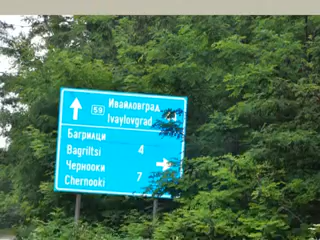 59 Ивайловград
Ivaylovgrad
Багрилци
Bagriltsi 4
Чернооки
Chernooki 7